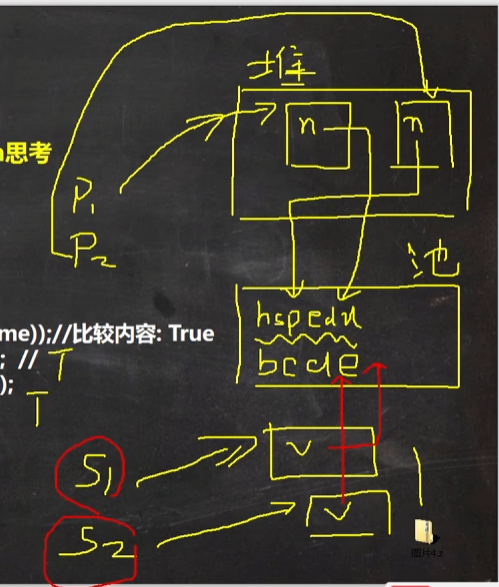 堆
n n
思考
P1
P2
池
hspedu
me));//比较内容: True
; // T
bcde
); T
S1 v
S2 v
图片4.z